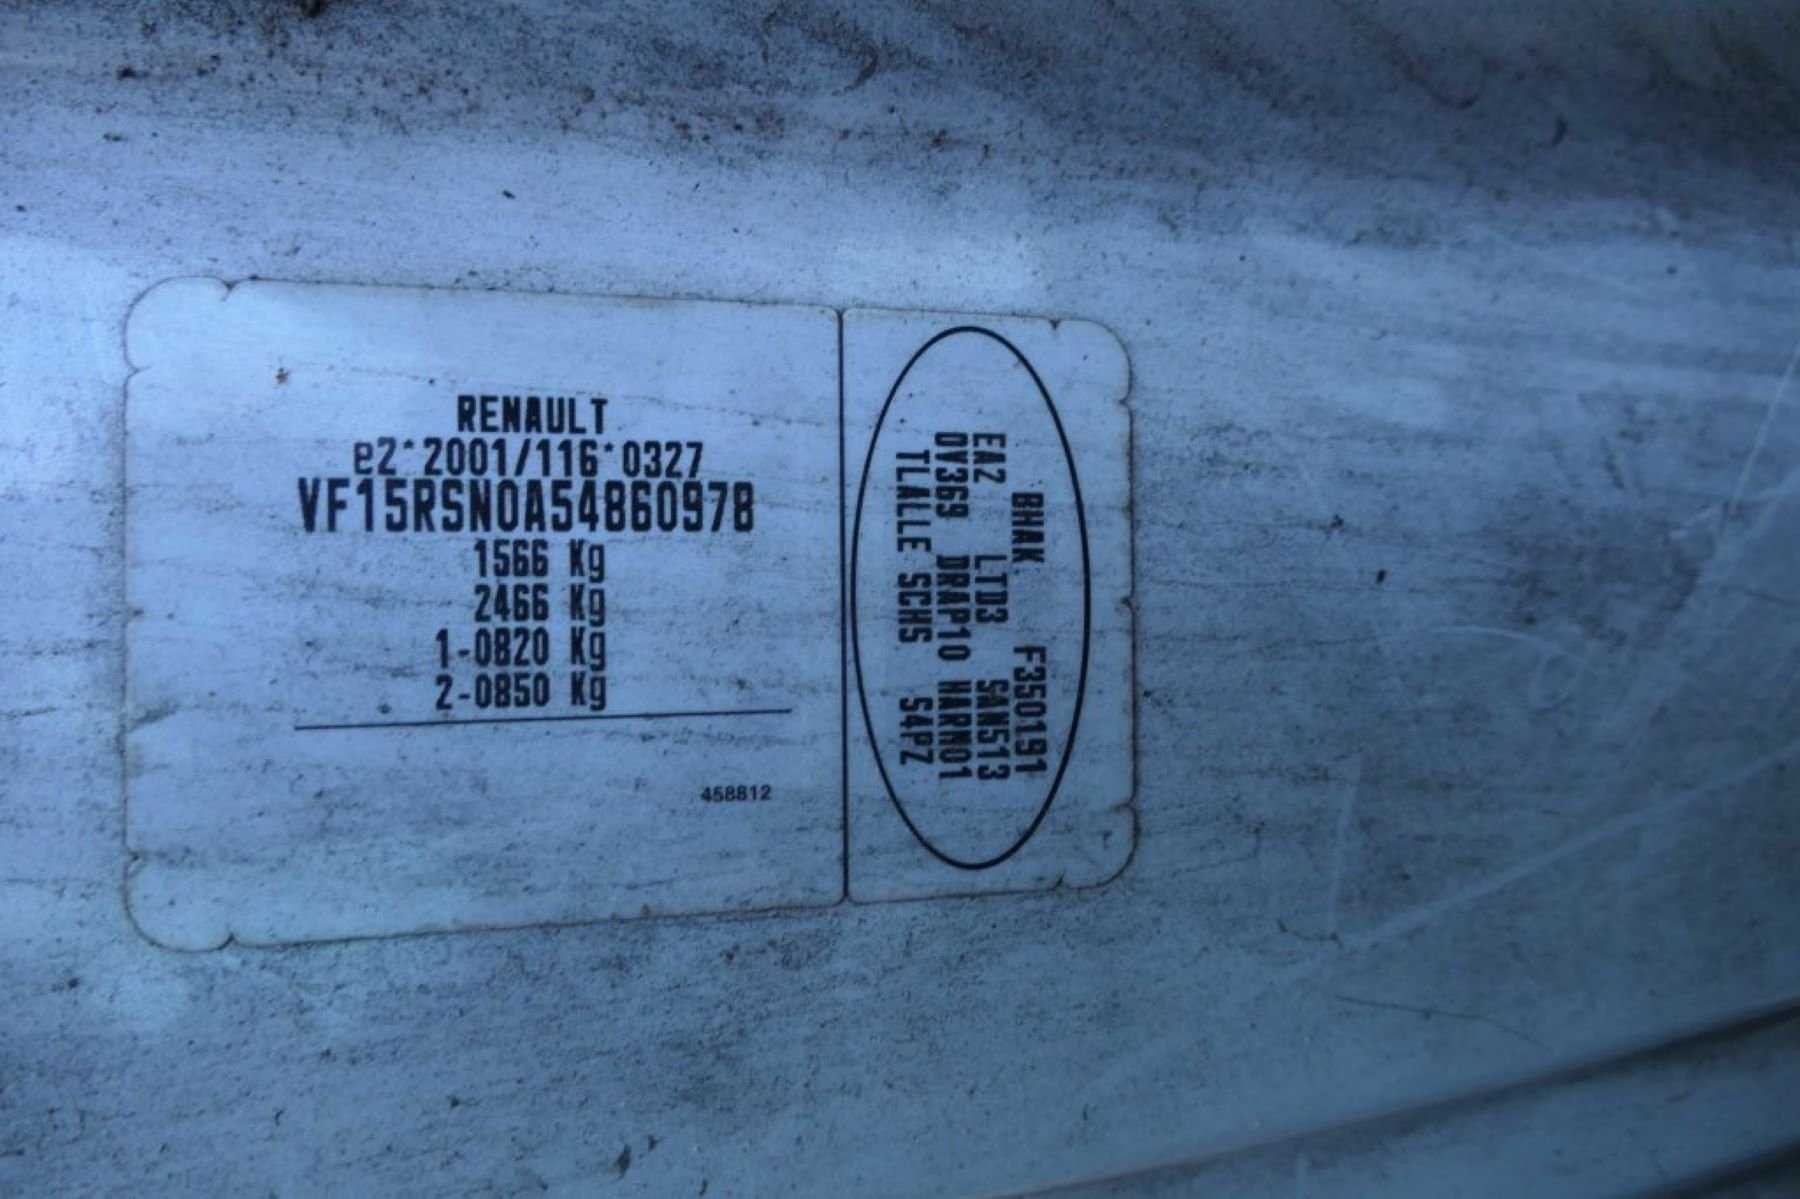 RENAULT
e2*2001/116*0327
VF15RSN0A54860978
1566 Kg
2466 Kg
1-0820 Kg
2-0850 Kg
458812
BHAK. F350191
EA2 LTD3 SAN513
0V369 DRAP10 HARN01
TLALLE SCHS S4PZ